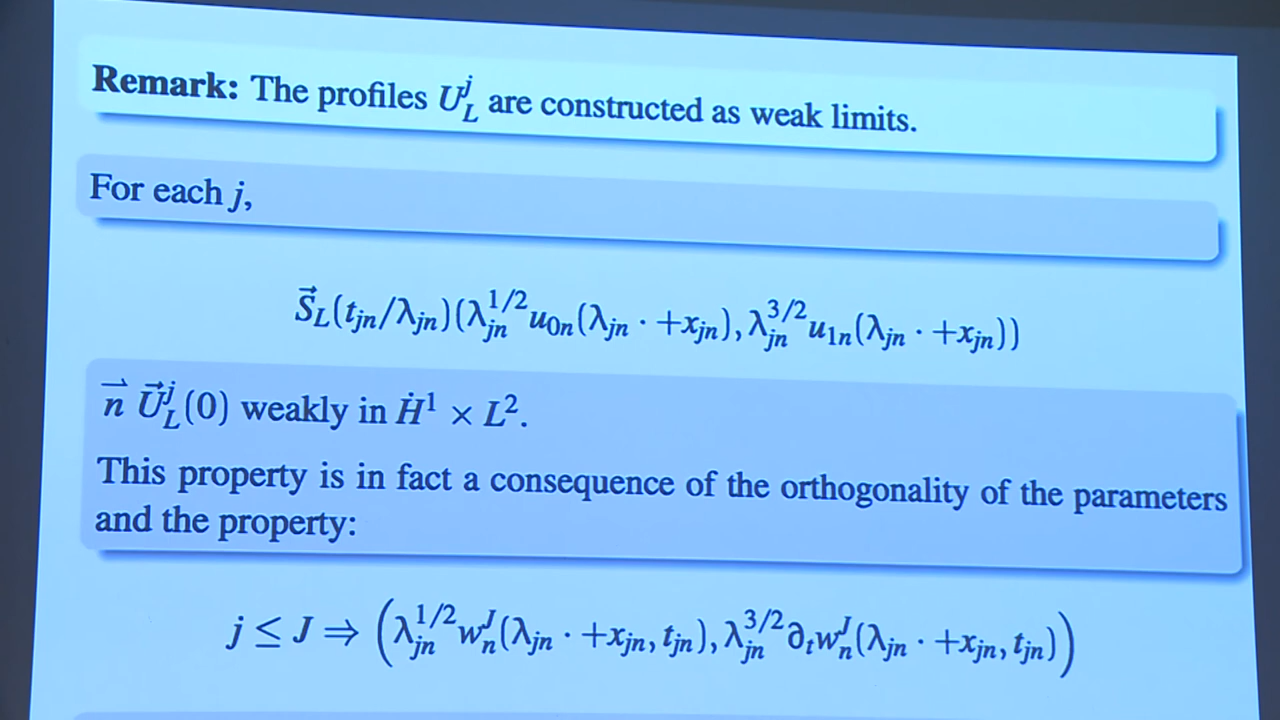 Remark: The profiles $U_L^j$ are constructed as weak limits.
For each $j$,
$\vec{S}_L(t_{jn}/\lambda_{jn})(\lambda_{jn}^{1/2}u_{0n}(\lambda_{jn}\cdot+x_{jn}),\lambda_{jn}^{3/2}u_{1n}(\lambda_{jn}\cdot+x_{jn}))$
$\overrightarrow{n}\ \vec{U}_L^j(0)$ weakly in $\dot{H}^1\times L^2$.
This property is in fact a consequence of the orthogonality of the parameters
and the property:
$j\leq J\Rightarrow\left(\lambda_{jn}^{1/2}w_n^J(\lambda_{jn}\cdot+x_{jn},t_{jn}),\lambda_{jn}^{3/2}\partial_t w_n^J(\lambda_{jn}\cdot+x_{jn},t_{jn})\right)$